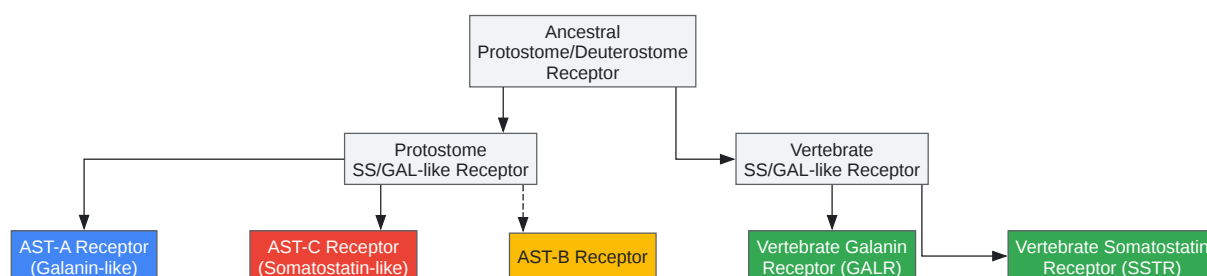 Ancestral
Protostome/Deuterostome
Receptor
Protostome
SS/GAL-like Receptor
Vertebrate
SS/GAL-like Receptor
AST-A Receptor
(Galanin-like)
AST-C Receptor
(Somatostatin-like)
AST-B Receptor
Vertebrate Galanin
Receptor (GALR)
Vertebrate Somatostatin
Receptor (SSTR)